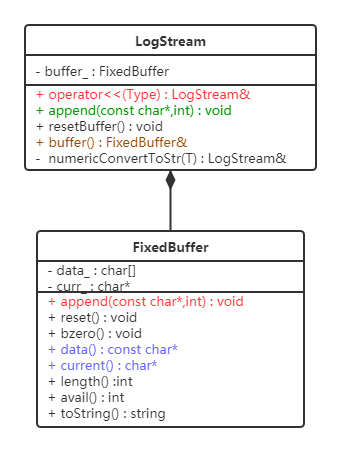 LogStream
- buffer_ : FixedBuffer
+ operator<<(Type) : LogStream&
+ append(const char*,int) : void
+ resetBuffer() : void
+ buffer() : FixedBuffer&
- numericConvertToStr(T) : LogStream&
FixedBuffer
- data_ : char[]
- curr_ : char*
+ append(const char*,int) : void
+ reset() : void
+ bzero() : void
+ data() : const char*
+ current() : char*
+ length() :int
+ avail() : int
+ toString() : string